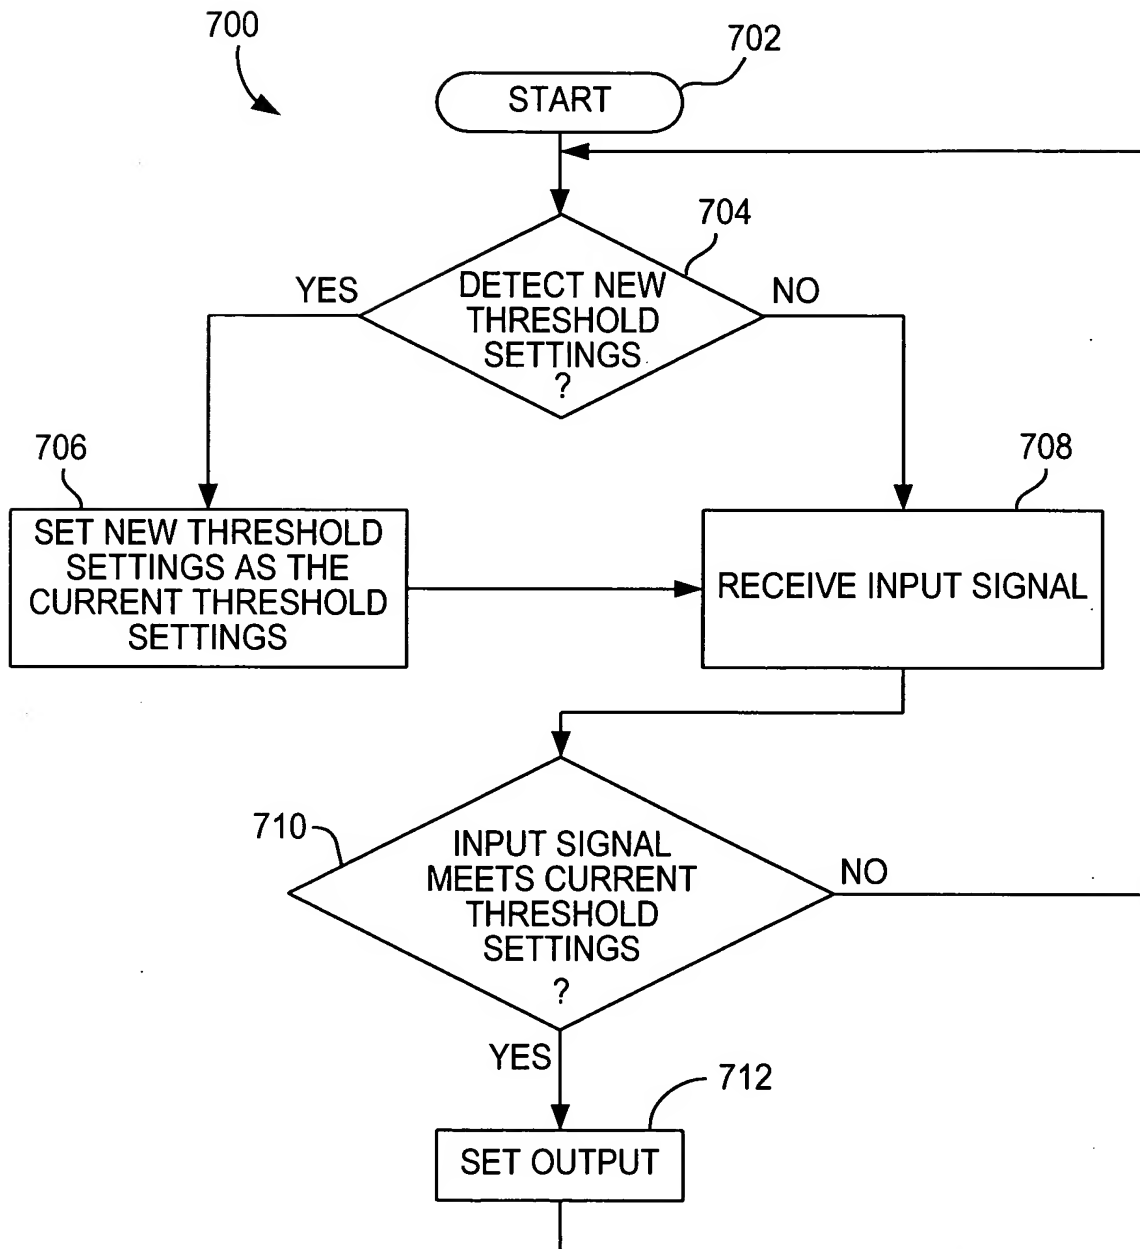 700
702
START
704
YES
DETECT NEW
THRESHOLD
SETTINGS
?
NO
706
708
SET NEW THRESHOLD
SETTINGS AS THE
CURRENT THRESHOLD
SETTINGS
RECEIVE INPUT SIGNAL
710
INPUT SIGNAL
MEETS CURRENT
THRESHOLD
SETTINGS
?
NO
YES
712
SET OUTPUT